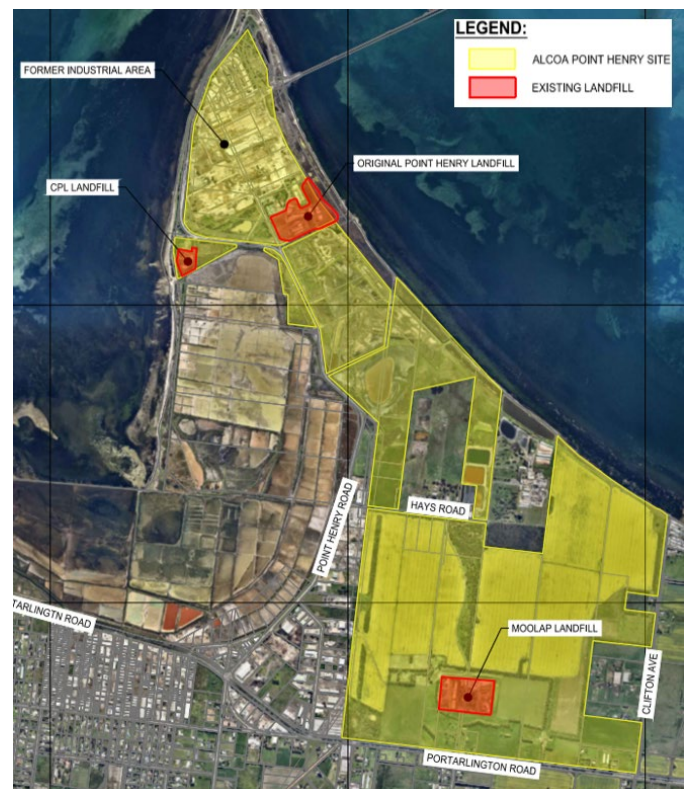 LEGEND:
ALCOA POINT HENRY SITE
EXISTING LANDFILL
FORMER INDUSTRIAL AREA
ORIGINAL POINT HENRY LANDFILL
CPL LANDFILL
POINT HENRY ROAD
HAYS ROAD
TARLINGTN ROAD
MOOLAP LANDFILL
CLIFTON AVE
PORTARLINGTON ROAD